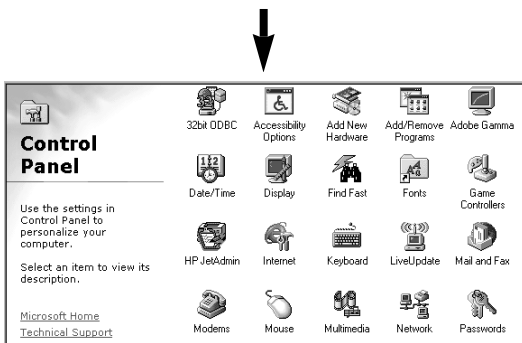 Control
Panel
Use the settings in
Control Panel to
personalize your
computer.
Select an item to view its
description.
Microsoft Home
Technical Support
32bit ODBC
Accessibility
Options
Add New
Hardware
Add/Remove
Programs
Adobe Gamma
Date/Time
Display
Find Fast
Fonts
Game
Controllers
HP JetAdmin
Internet
Keyboard
LiveUpdate
Mail and Fax
Modems
Mouse
Multimedia
Network
Passwords